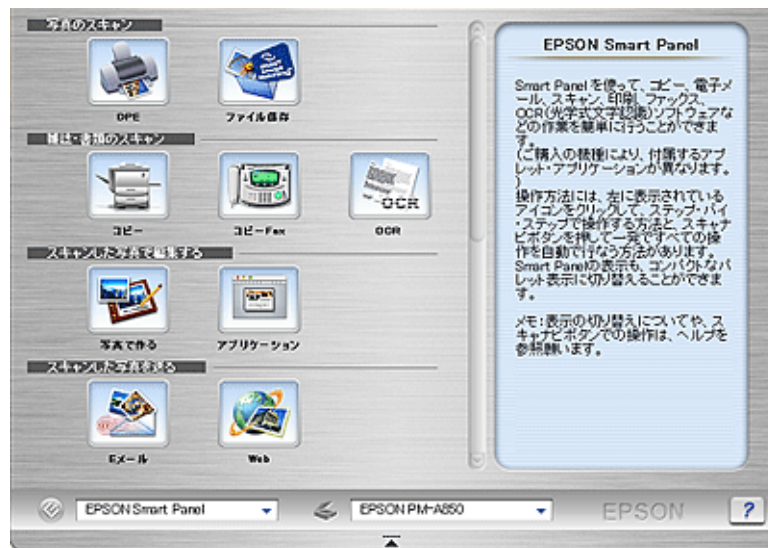 写真のスキャン
DPE
ファイル保存
雑誌・書類のスキャン
コピー
コピーFax
OCR
OCR
スキャンした写真で編集する
写真で作る
アプリケーション
スキャンした写真を送る
Eメール
Web
EPSON Smart Panel
Smart Panelを使って、コピー、電子メ
ール、スキャン、印刷、ファックス、
OCR(光学式文字認識)ソフトウェアな
どの作業を簡単に行うことができま
す。
(ご購入の機種により、付属するアプ
レット・アプリケーションが異なります。
)
操作方法には、左に表示されている
アイコンをクリックして、ステップ・バイ
・ステップで操作する方法と、スキャナ
ビボタンを押して一発ですべての操
作を自動で行なう方法があります。
Smart Panelの表示も、コンパクトなパ
レット表示に切り替えることができま
す。
メモ：表示の切り替えについてや、ス
キャナビボタンでの操作は、ヘルプを
参照願います。
EPSON Smart Panel
EPSON PM-A850
EPSON
?